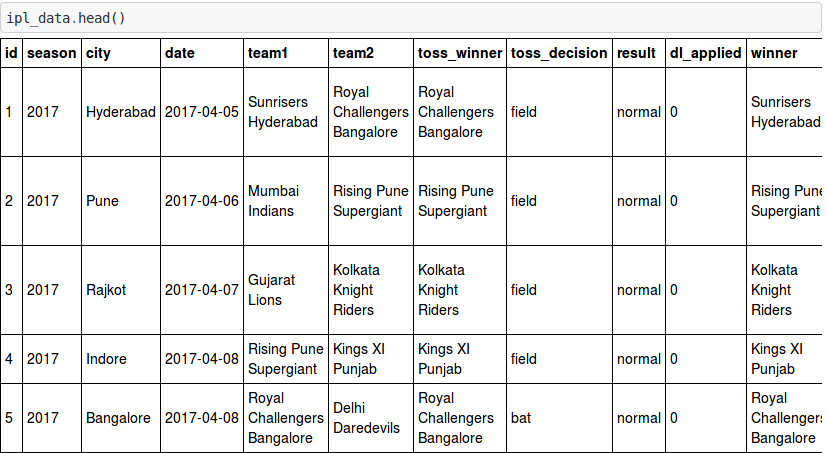 ipl_data.head()
id season city date team1 team2 toss_winner toss_decision result dl_applied winner
1 2017 Hyderabad 2017-04-05 Sunrisers Hyderabad Royal Challengers Bangalore Royal Challengers Bangalore field normal 0 Sunrisers Hyderabad
2 2017 Pune 2017-04-06 Mumbai Indians Rising Pune Supergiant Rising Pune Supergiant field normal 0 Rising Pune Supergiant
3 2017 Rajkot 2017-04-07 Gujarat Lions Kolkata Knight Riders Kolkata Knight Riders field normal 0 Kolkata Knight Riders
4 2017 Indore 2017-04-08 Rising Pune Supergiant Kings XI Punjab Kings XI Punjab field normal 0 Kings XI Punjab
5 2017 Bangalore 2017-04-08 Royal Challengers Bangalore Delhi Daredevils Royal Challengers Bangalore bat normal 0 Royal Challengers Bangalore